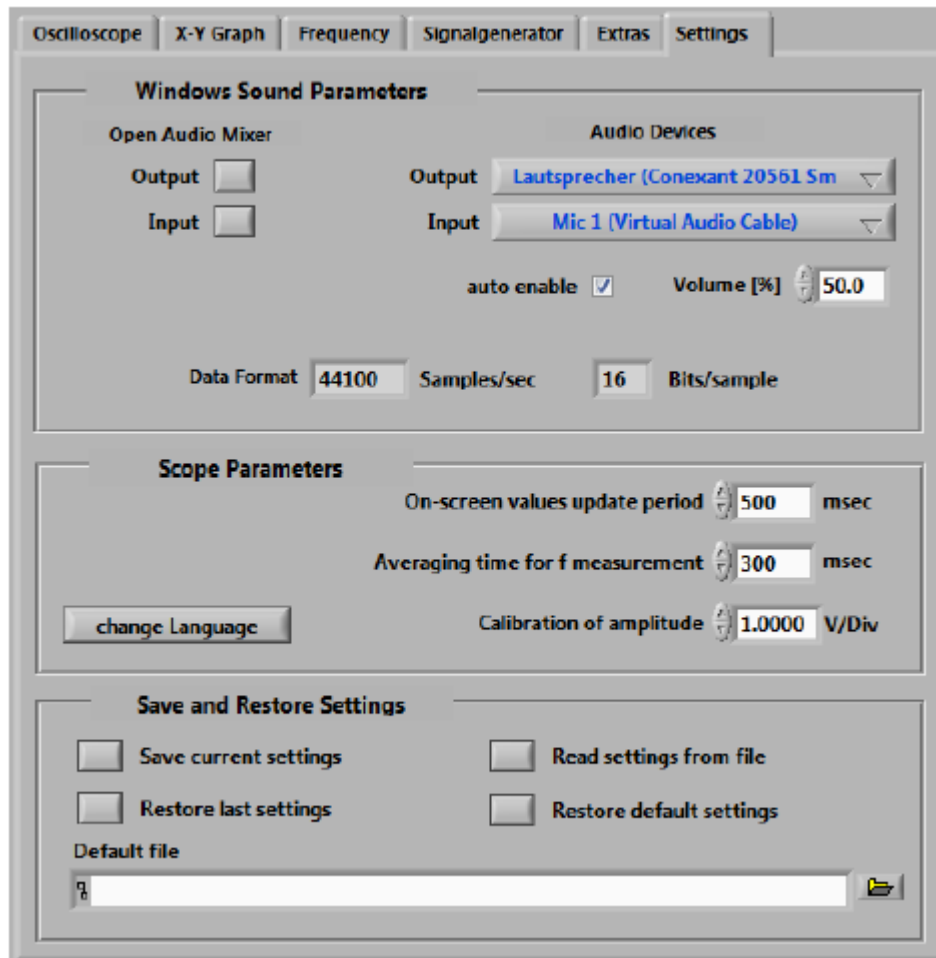 Oscilloscope X-Y Graph Frequency Signalgenerator Extras Settings
Windows Sound Parameters
Open Audio Mixer Audio Devices
Output Output Lautsprecher (Conexant 20561 Sm
Input Input Mic 1 (Virtual Audio Cable)
auto enable Volume [%] 50.0
Data Format 44100 Samples/sec 16 Bits/sample
Scope Parameters
On-screen values update period 500 msec
Averaging time for f measurement 300 msec
change Language Calibration of amplitude 1.0000 V/Div
Save and Restore Settings
Save current settings Read settings from file
Restore last settings Restore default settings
Default file